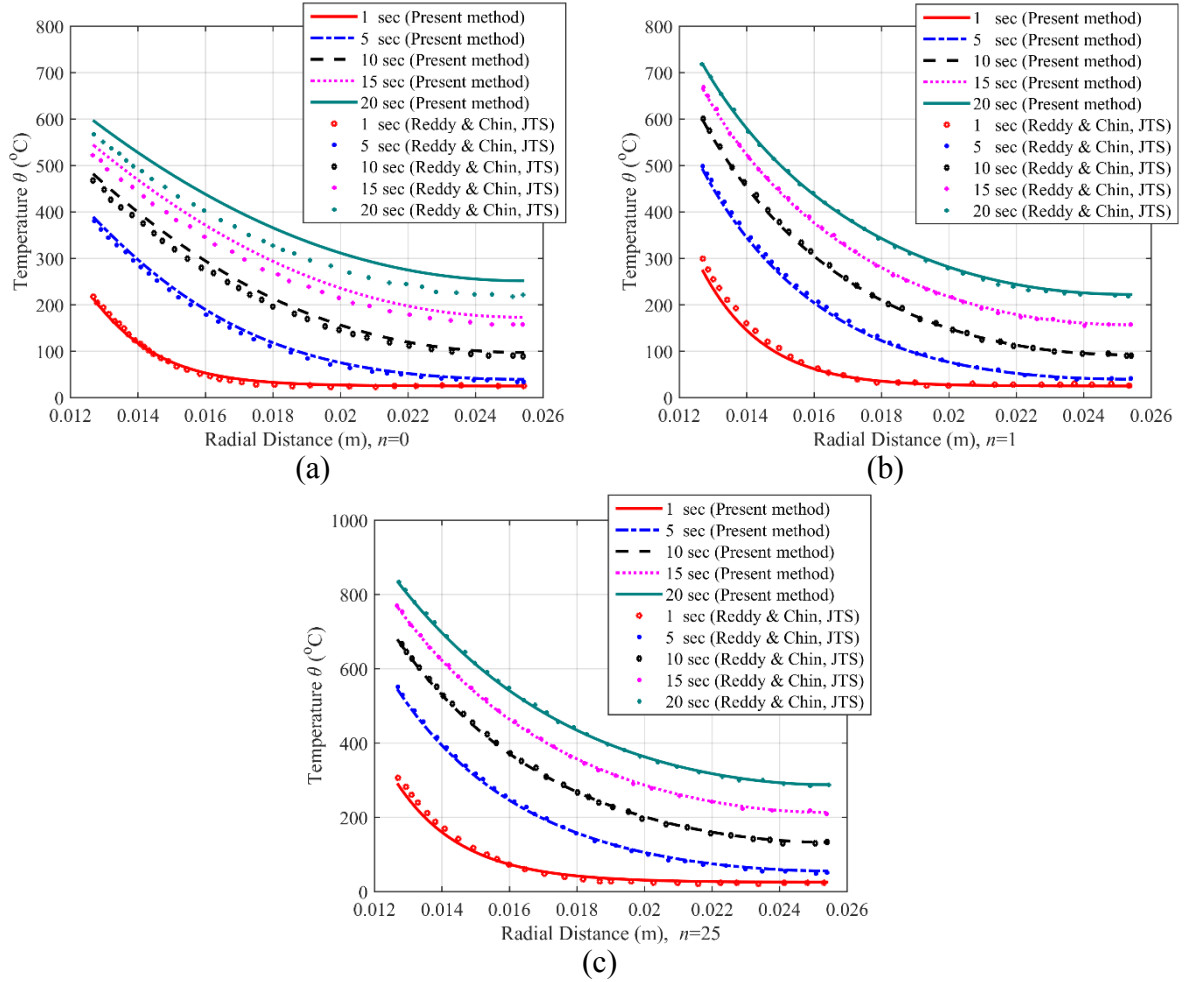 800
700
600
500
400
300
200
100
0
0.012
0.014
0.016
0.018
0.02
0.022
0.024
0.026
Temperature θ (°C)
Radial Distance (m), n=0
1 sec (Present method)
5 sec (Present method)
10 sec (Present method)
15 sec (Present method)
20 sec (Present method)
1 sec (Reddy & Chin, JTS)
5 sec (Reddy & Chin, JTS)
10 sec (Reddy & Chin, JTS)
15 sec (Reddy & Chin, JTS)
20 sec (Reddy & Chin, JTS)
(a)
800
700
600
500
400
300
200
100
0
0.012
0.014
0.016
0.018
0.02
0.022
0.024
0.026
Temperature θ (°C)
Radial Distance (m), n=1
1 sec (Present method)
5 sec (Present method)
10 sec (Present method)
15 sec (Present method)
20 sec (Present method)
1 sec (Reddy & Chin, JTS)
5 sec (Reddy & Chin, JTS)
10 sec (Reddy & Chin, JTS)
15 sec (Reddy & Chin, JTS)
20 sec (Reddy & Chin, JTS)
(b)
1000
800
600
400
200
0
0.012
0.014
0.016
0.018
0.02
0.022
0.024
0.026
Temperature θ (°C)
Radial Distance (m), n=25
1 sec (Present method)
5 sec (Present method)
10 sec (Present method)
15 sec (Present method)
20 sec (Present method)
1 sec (Reddy & Chin, JTS)
5 sec (Reddy & Chin, JTS)
10 sec (Reddy & Chin, JTS)
15 sec (Reddy & Chin, JTS)
20 sec (Reddy & Chin, JTS)
(c)